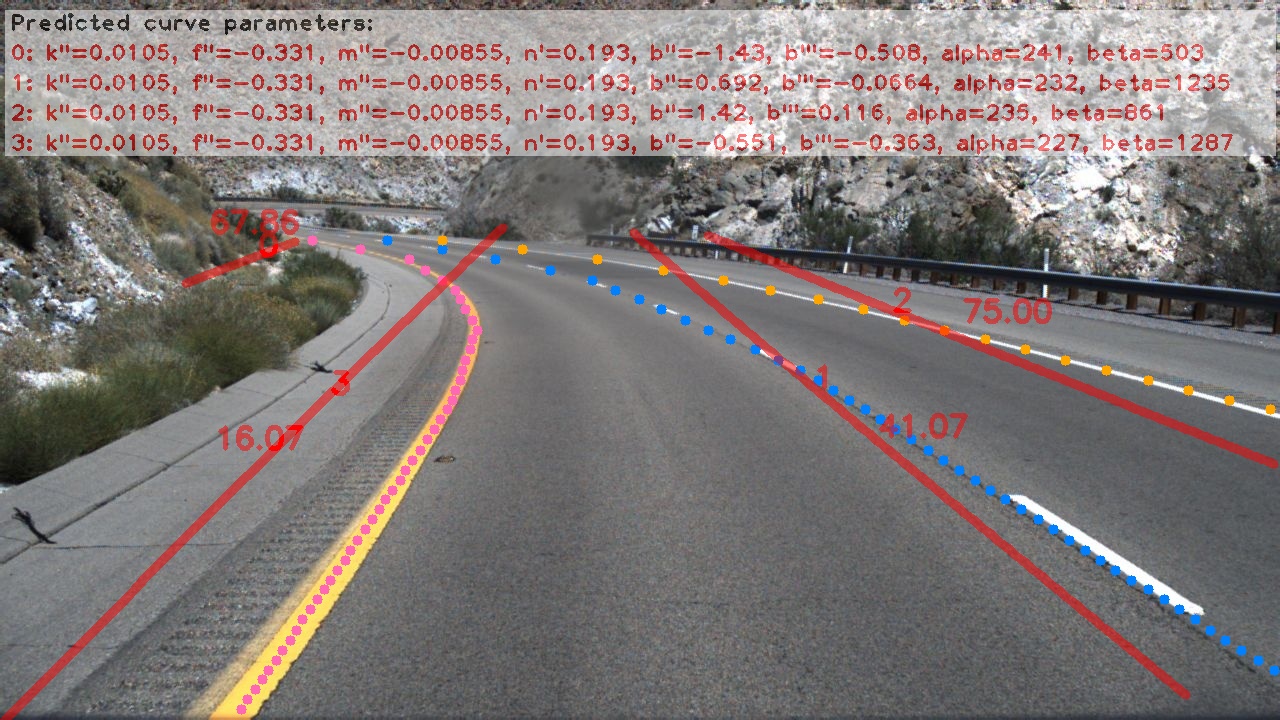 Predicted curve parameters:
0: k''=0.0105, f''=-0.331, m''=-0.00855, n'=0.193, b''=-1.43, b'''=-0.508, alpha=241, beta=503
1: k''=0.0105, f''=-0.331, m''=-0.00855, n'=0.193, b''=0.692, b'''=-0.0664, alpha=232, beta=1235
2: k''=0.0105, f''=-0.331, m''=-0.00855, n'=0.193, b''=1.42, b'''=0.116, alpha=235, beta=861
3: k''=0.0105, f''=-0.331, m''=-0.00855, n'=0.193, b''=-0.551, b'''=-0.363, alpha=227, beta=1287
67.86
0
2
75.00
3
1
16.07
41.07